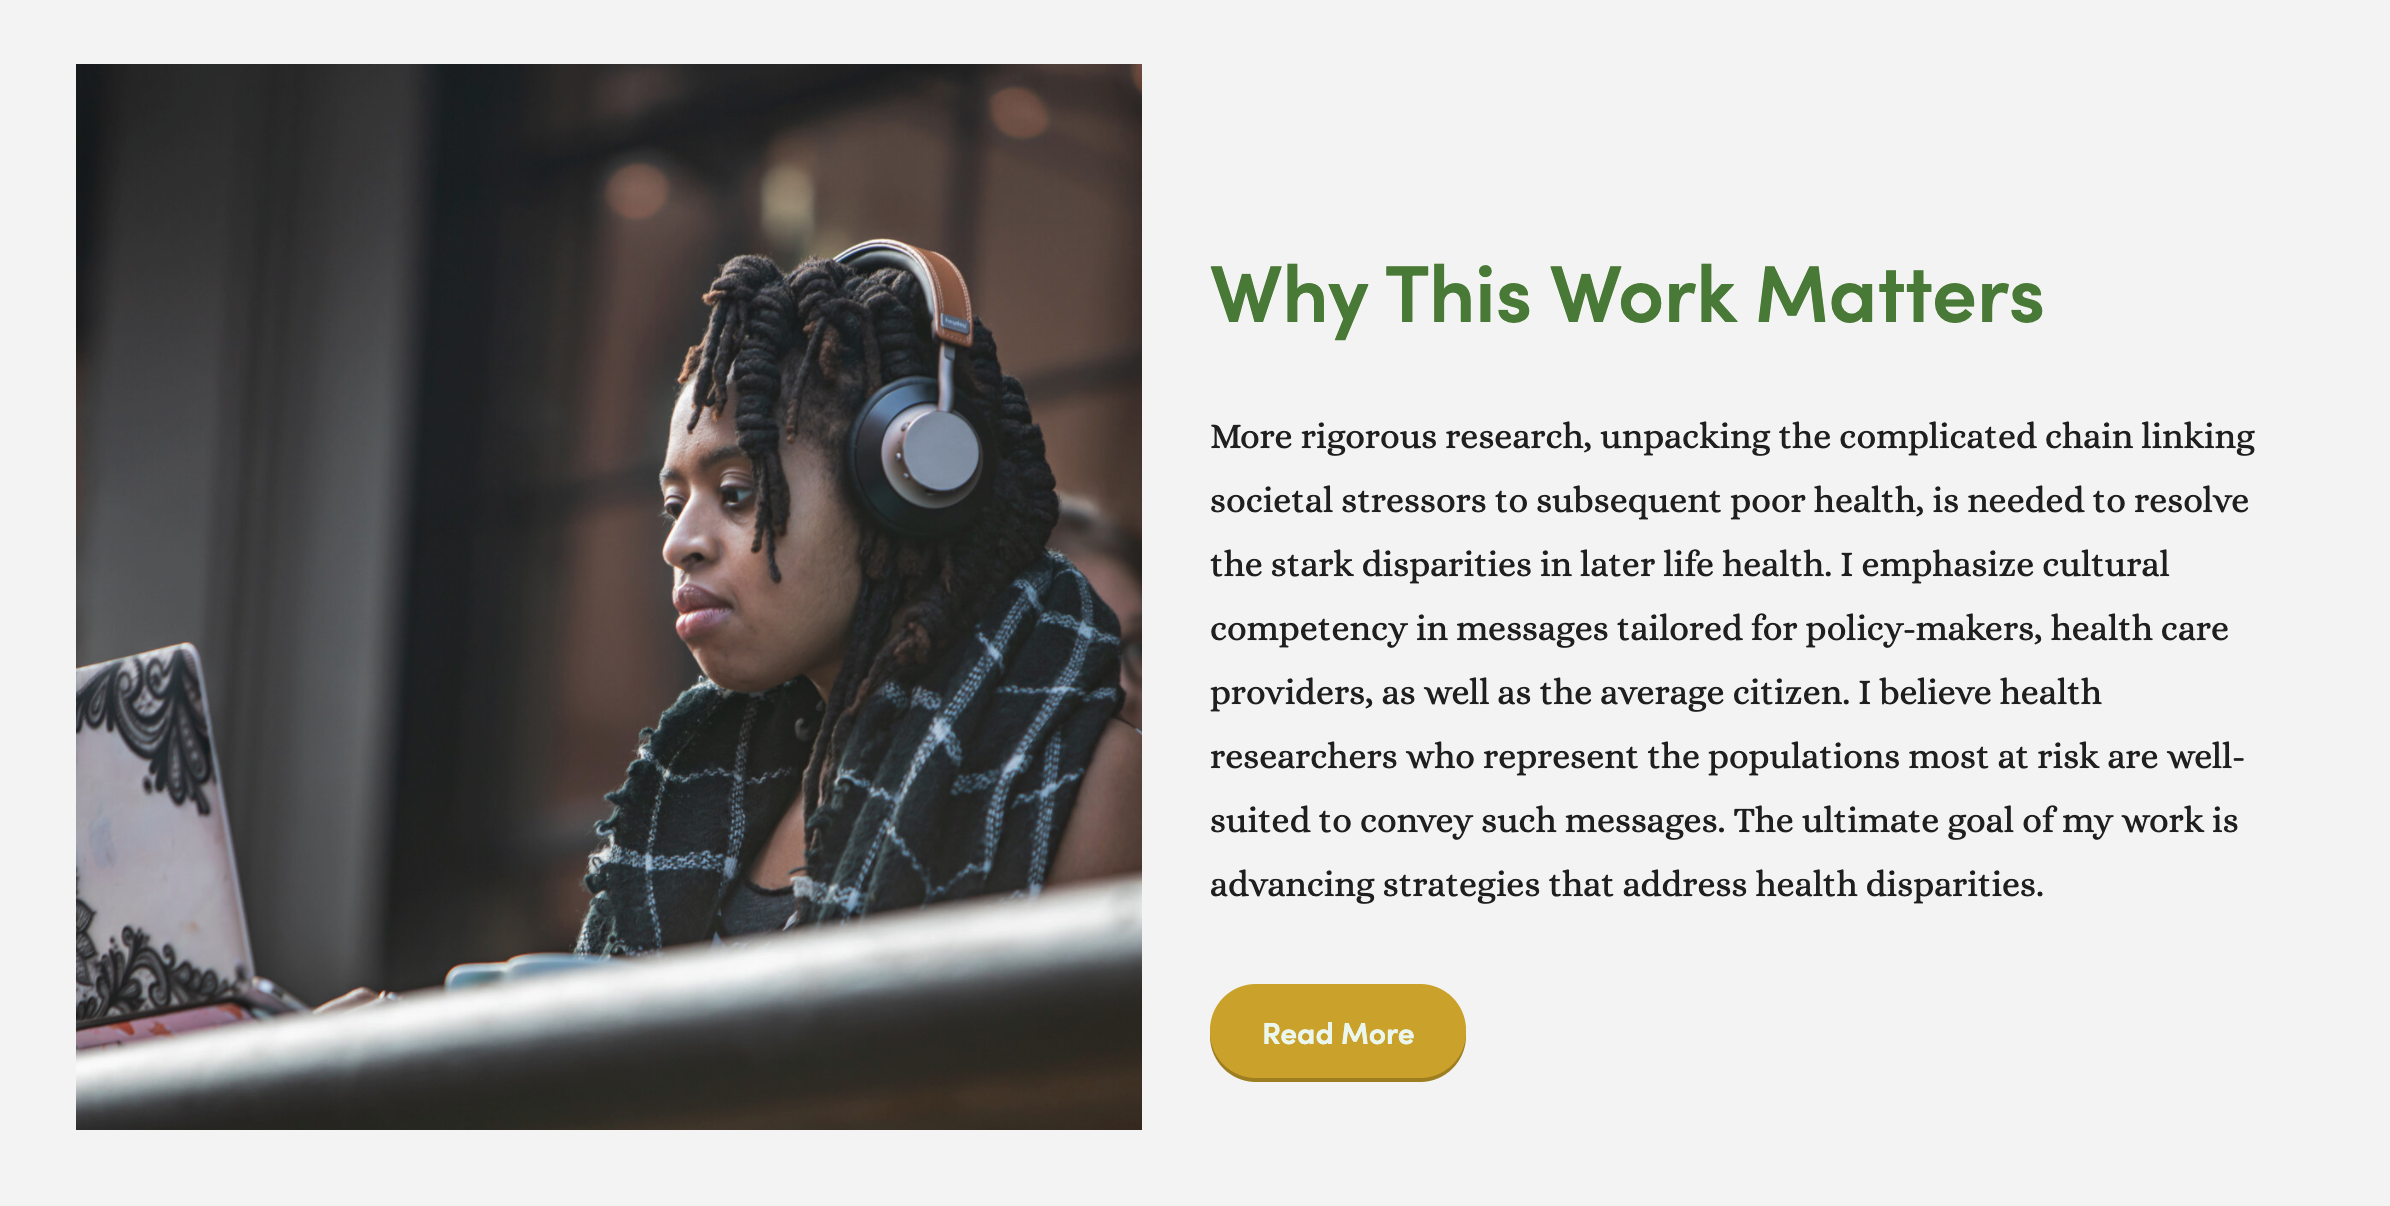 Why This Work Matters
More rigorous research, unpacking the complicated chain linking
societal stressors to subsequent poor health, is needed to resolve
the stark disparities in later life health. I emphasize cultural
competency in messages tailored for policy-makers, health care
providers, as well as the average citizen. I believe health
researchers who represent the populations most at risk are well-
suited to convey such messages. The ultimate goal of my work is
advancing strategies that address health disparities.
Read More